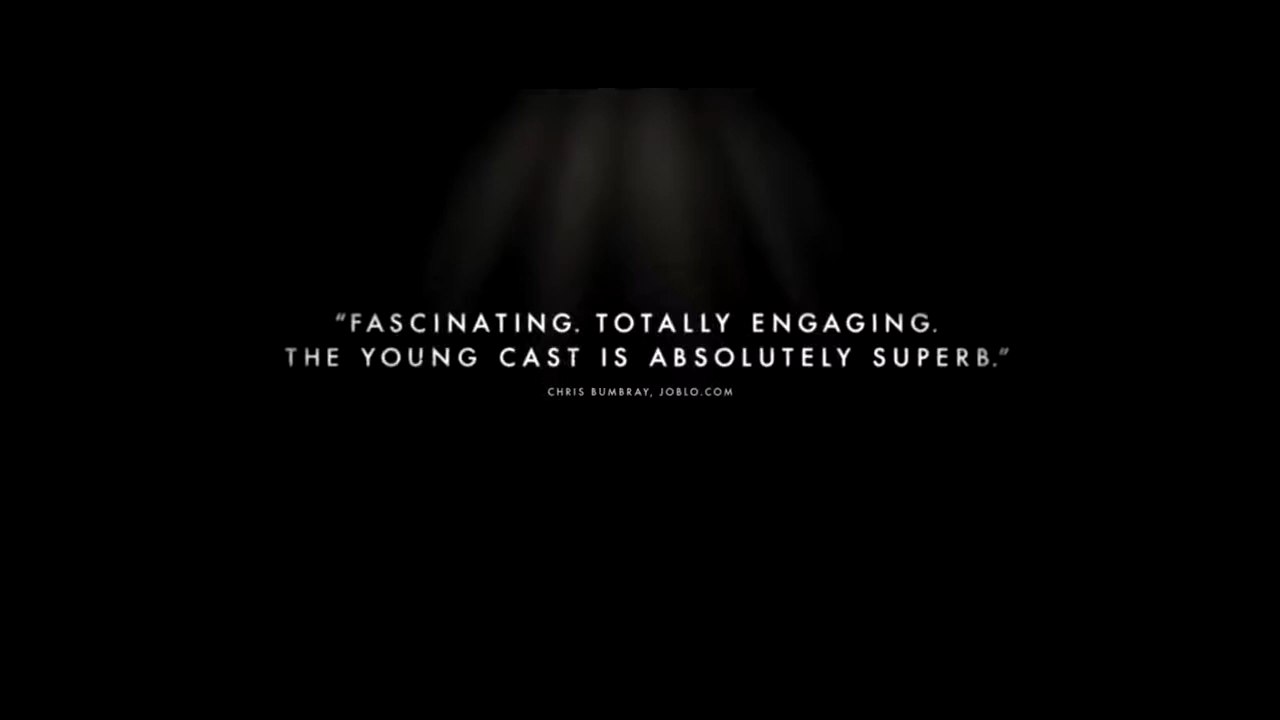 “FASCINATING. TOTALLY ENGAGING.
THE YOUNG CAST IS ABSOLUTELY SUPERB.”
CHRIS BUMBRAY, JOBLO.COM